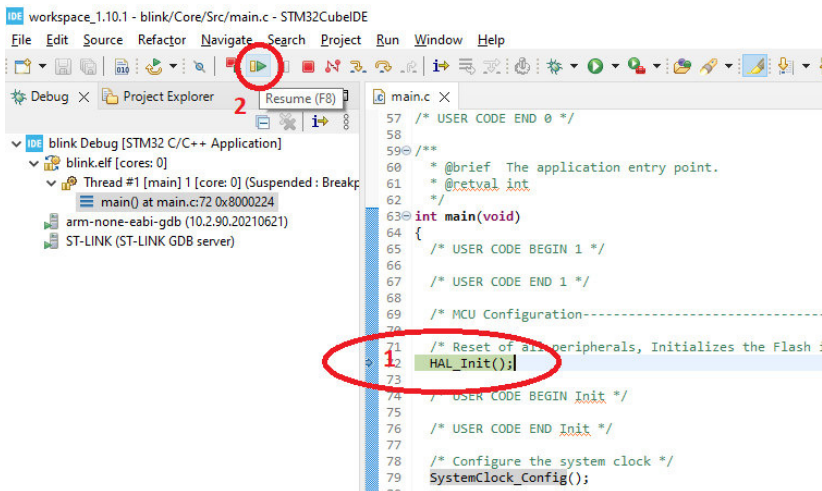 IDE workspace_1.10.1 - blink/Core/Src/main.c - STM32CubeIDE
File Edit Source Refactor Navigate Search Project Run Window Help
Debug Project Explorer
2 Resume (F8)
blink Debug [STM32 C/C++ Application]
blink.elf [cores: 0]
Thread #1 [main] 1 [core: 0] (Suspended : Breakp
main() at main.c:72 0x8000224
arm-none-eabi-gdb (10.2.90.20210621)
ST-LINK (ST-LINK GDB server)
main.c
57 /* USER CODE END 0 */
58
59 /**
60 * @brief The application entry point.
61 * @retval int
62 */
63 int main(void)
64 {
65 /* USER CODE BEGIN 1 */
66
67 /* USER CODE END 1 */
68
69 /* MCU Configuration--------------------------------
70
71 /* Reset of all peripherals, Initializes the Flash i
1
72 HAL_Init();
73
74 /* USER CODE BEGIN Init */
75
76 /* USER CODE END Init */
77
78 /* Configure the system clock */
79 SystemClock_Config();